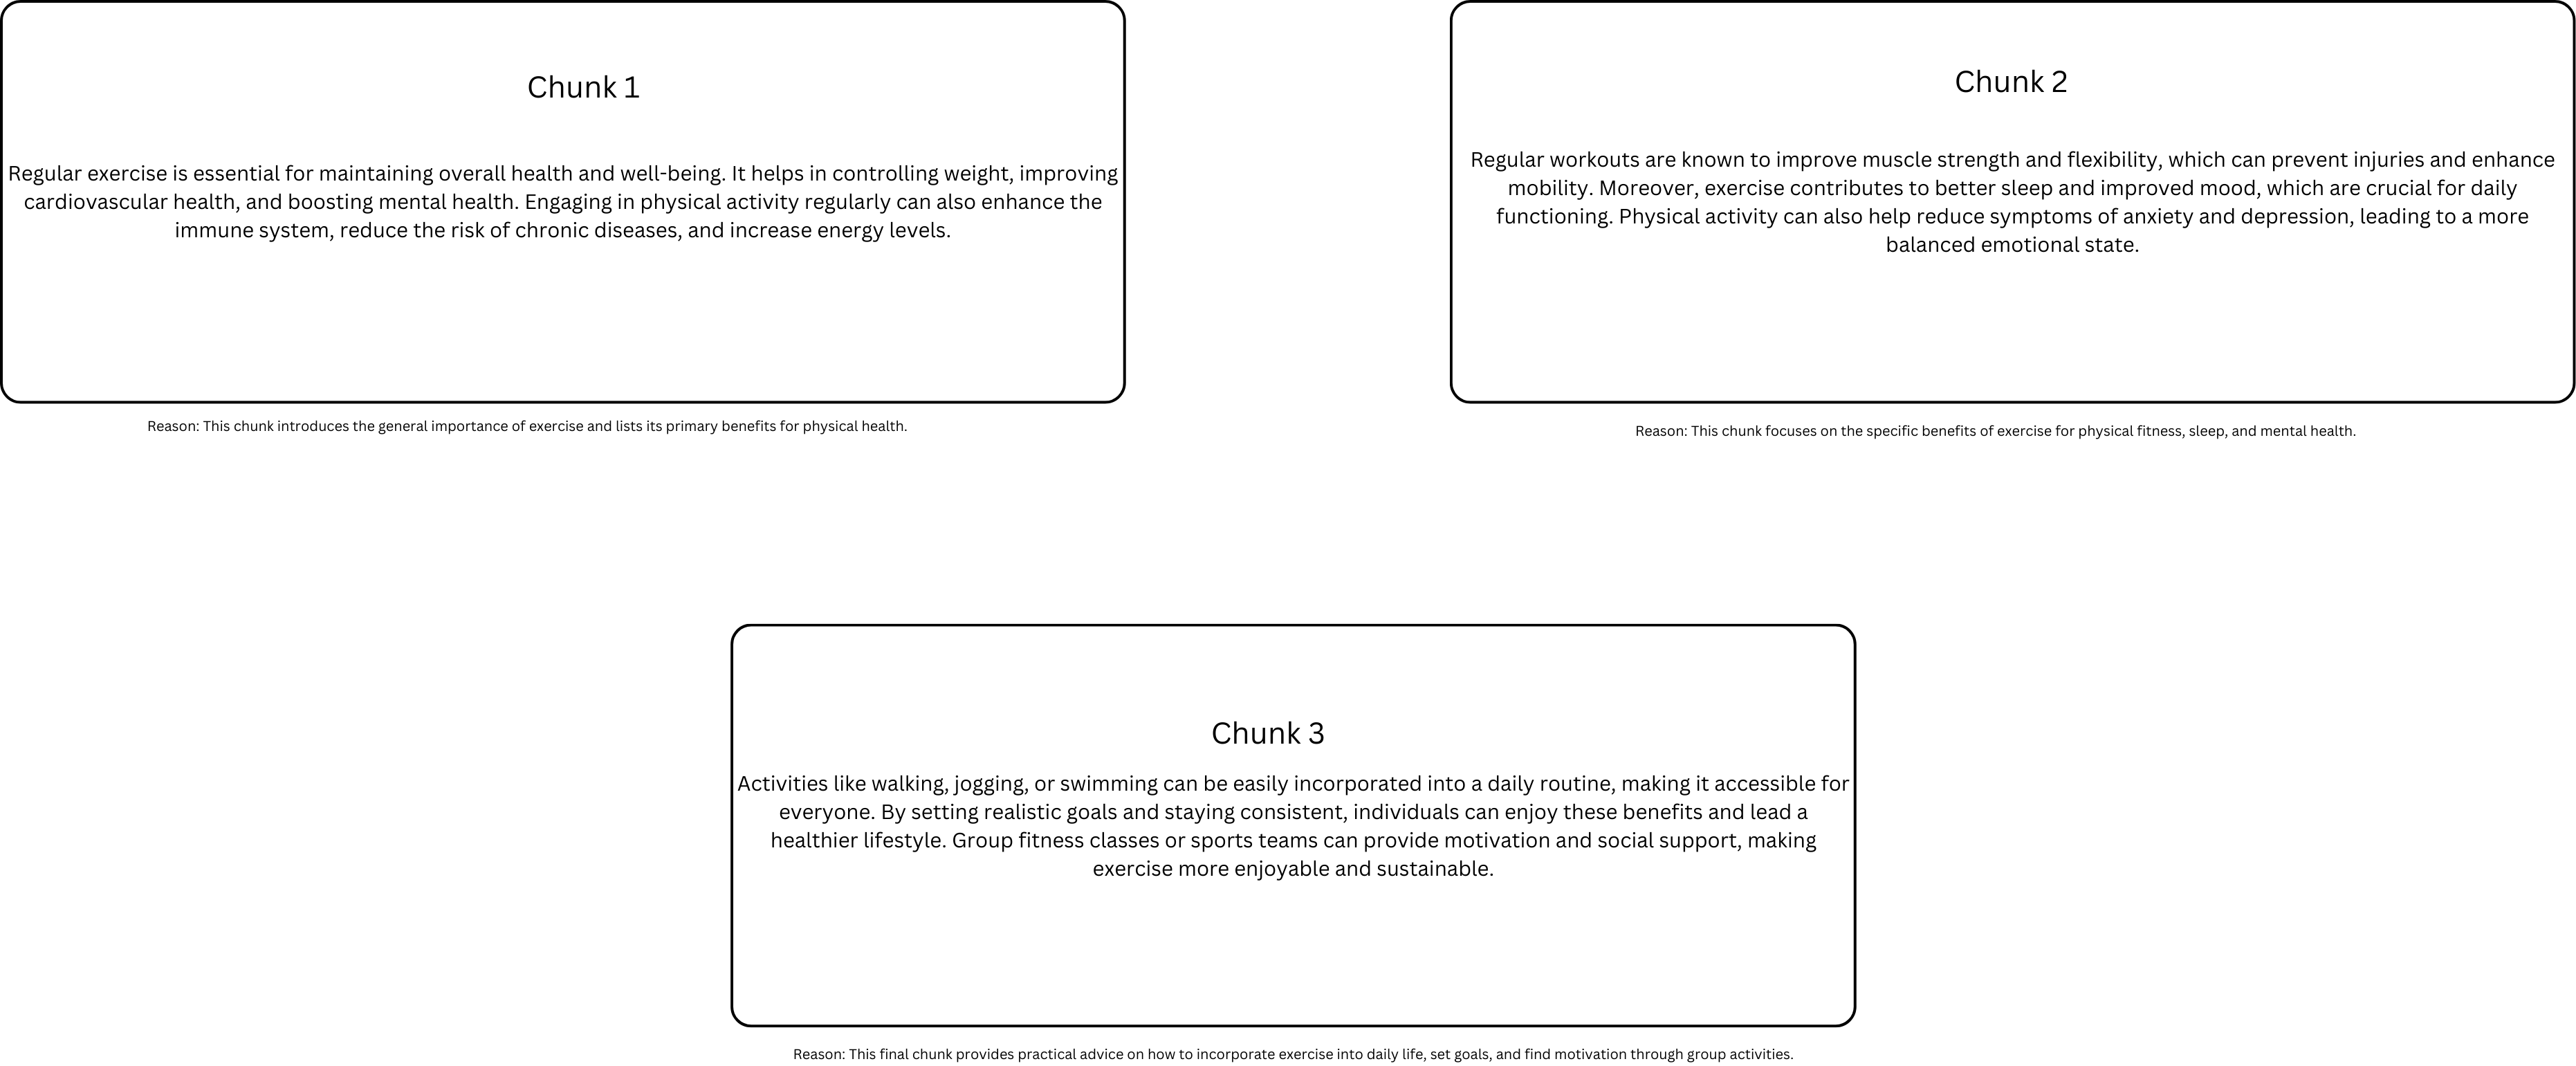 Chunk 1
Regular exercise is essential for maintaining overall health and well-being. It helps in controlling weight, improving
cardiovascular health, and boosting mental health. Engaging in physical activity regularly can also enhance the
immune system, reduce the risk of chronic diseases, and increase energy levels.
Reason: This chunk introduces the general importance of exercise and lists its primary benefits for physical health.
Chunk 2
Regular workouts are known to improve muscle strength and flexibility, which can prevent injuries and enhance
mobility. Moreover, exercise contributes to better sleep and improved mood, which are crucial for daily
functioning. Physical activity can also help reduce symptoms of anxiety and depression, leading to a more
balanced emotional state.
Reason: This chunk focuses on the specific benefits of exercise for physical fitness, sleep, and mental health.
Chunk 3
Activities like walking, jogging, or swimming can be easily incorporated into a daily routine, making it accessible for
everyone. By setting realistic goals and staying consistent, individuals can enjoy these benefits and lead a
healthier lifestyle. Group fitness classes or sports teams can provide motivation and social support, making
exercise more enjoyable and sustainable.
Reason: This final chunk provides practical advice on how to incorporate exercise into daily life, set goals, and find motivation through group activities.